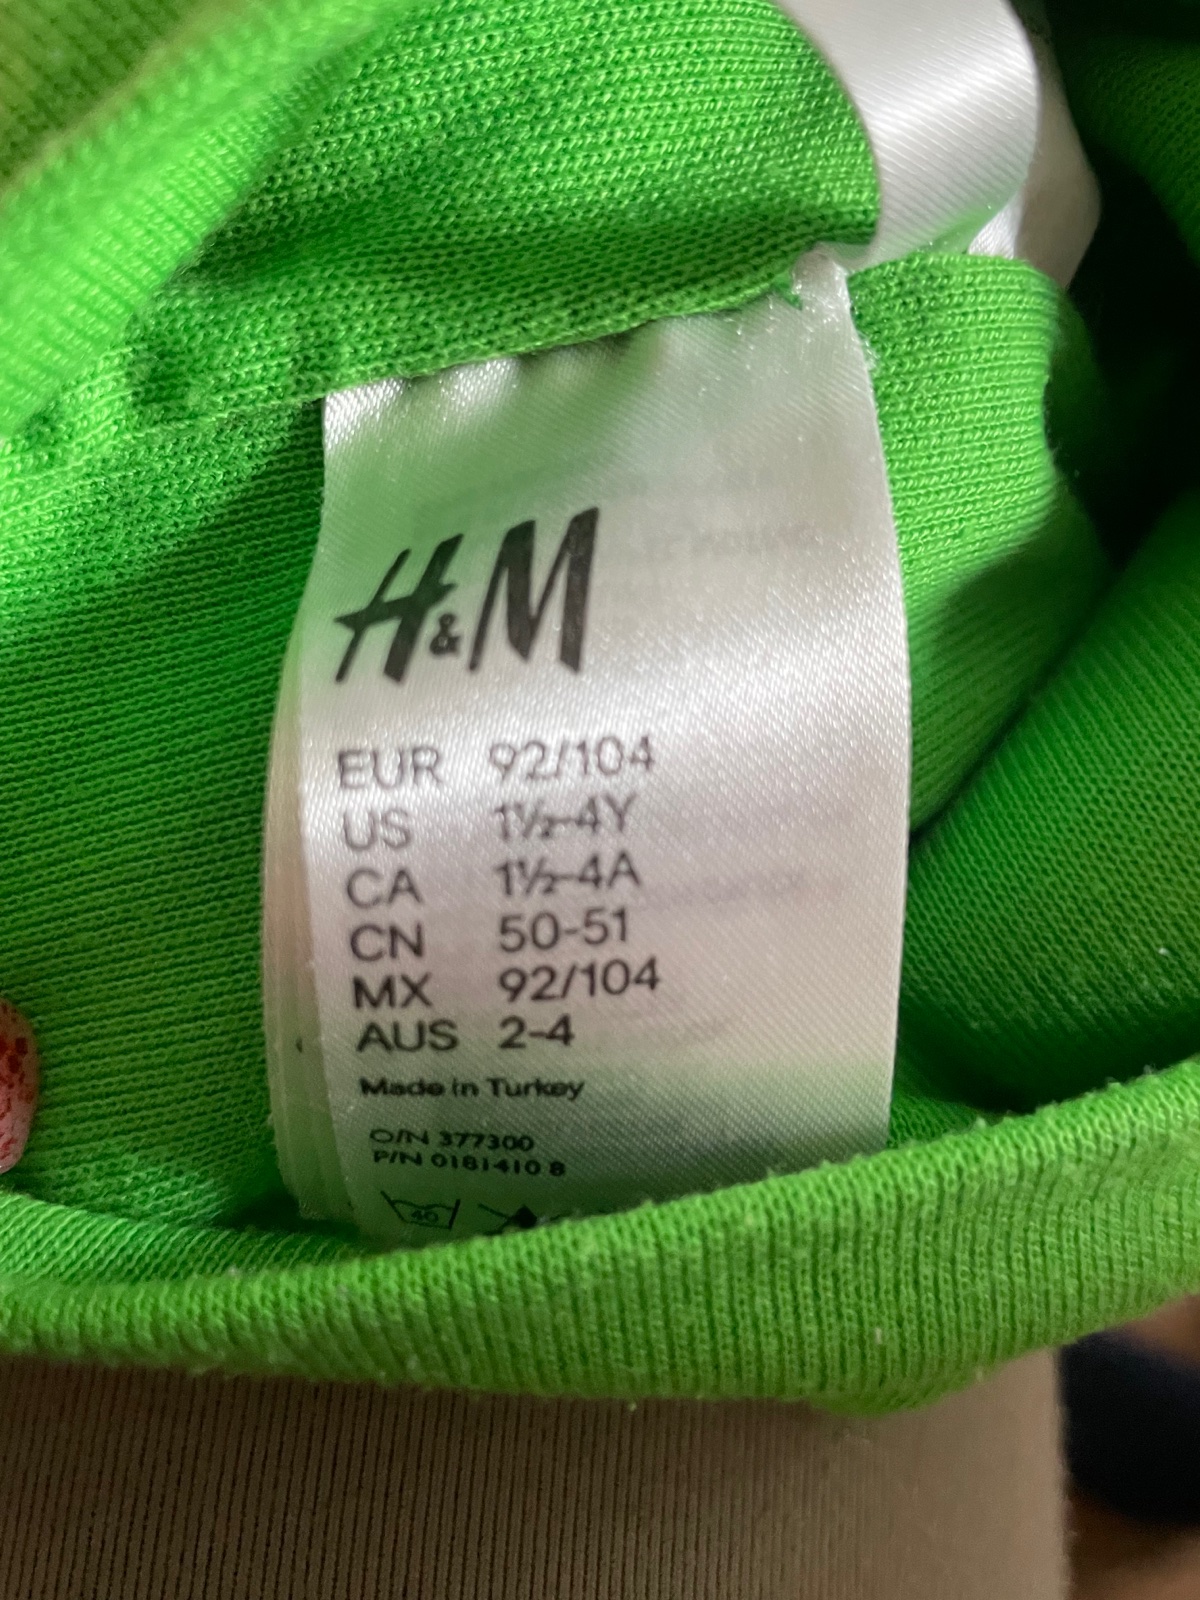 H&M
EUR 92/104
US 1½-4Y
CA 1½-4A
CN 50-51
MX 92/104
AUS 2-4
Made in Turkey
O/N 377300
P/N 0181410 8
40